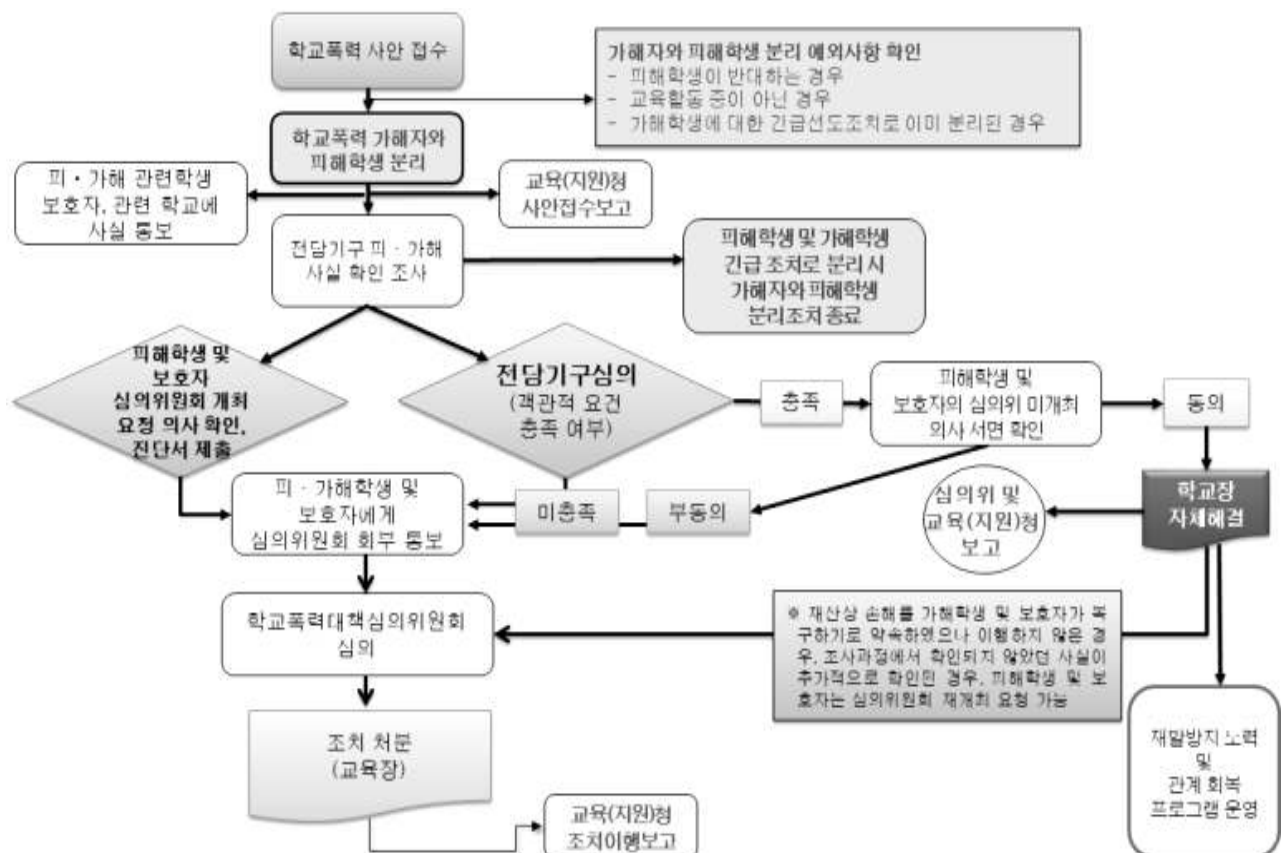 학교폭력 사안 접수
가해자와 피해학생 분리 예외사항 확인
- 피해학생이 반대하는 경우
- 교육활동 중이 아닌 경우
- 가해학생에 대한 긴급선도조치로 이미 분리된 경우
학교폭력 가해자와
피해학생 분리
피·가해 관련학생
보호자, 관련 학교에
사실 통보
교육(지원)청
사안접수보고
전담기구 피·가해
사실 확인 조사
피해학생 및 가해학생
긴급 조치로 분리 시
가해자와 피해학생
분리조치 종료
피해학생 및
보호자
심의위원회 개최
요청 의사 확인,
진단서 제출
전담기구심의
(객관적 요건
충족 여부)
충족
피해학생 및
보호자의 심의위 미개최
의사 서면 확인
동의
피·가해학생 및
보호자에게
심의위원회 회부 통보
미충족
부동의
심의위 및
교육(지원)청
보고
학교장
자체해결
학교폭력대책심의위원회
심의
※ 재산상 손해를 가해학생 및 보호자가 복
구하기로 약속하였으나 이행하지 않은 경
우, 조사과정에서 확인되지 않았던 사실이
추가적으로 확인된 경우, 피해학생 및 보
호자는 심의위원회 재개최 요청 가능
조치 처분
(교육장)
재발방지 노력
및
관계 회복
프로그램 운영
교육(지원)청
조치이행보고